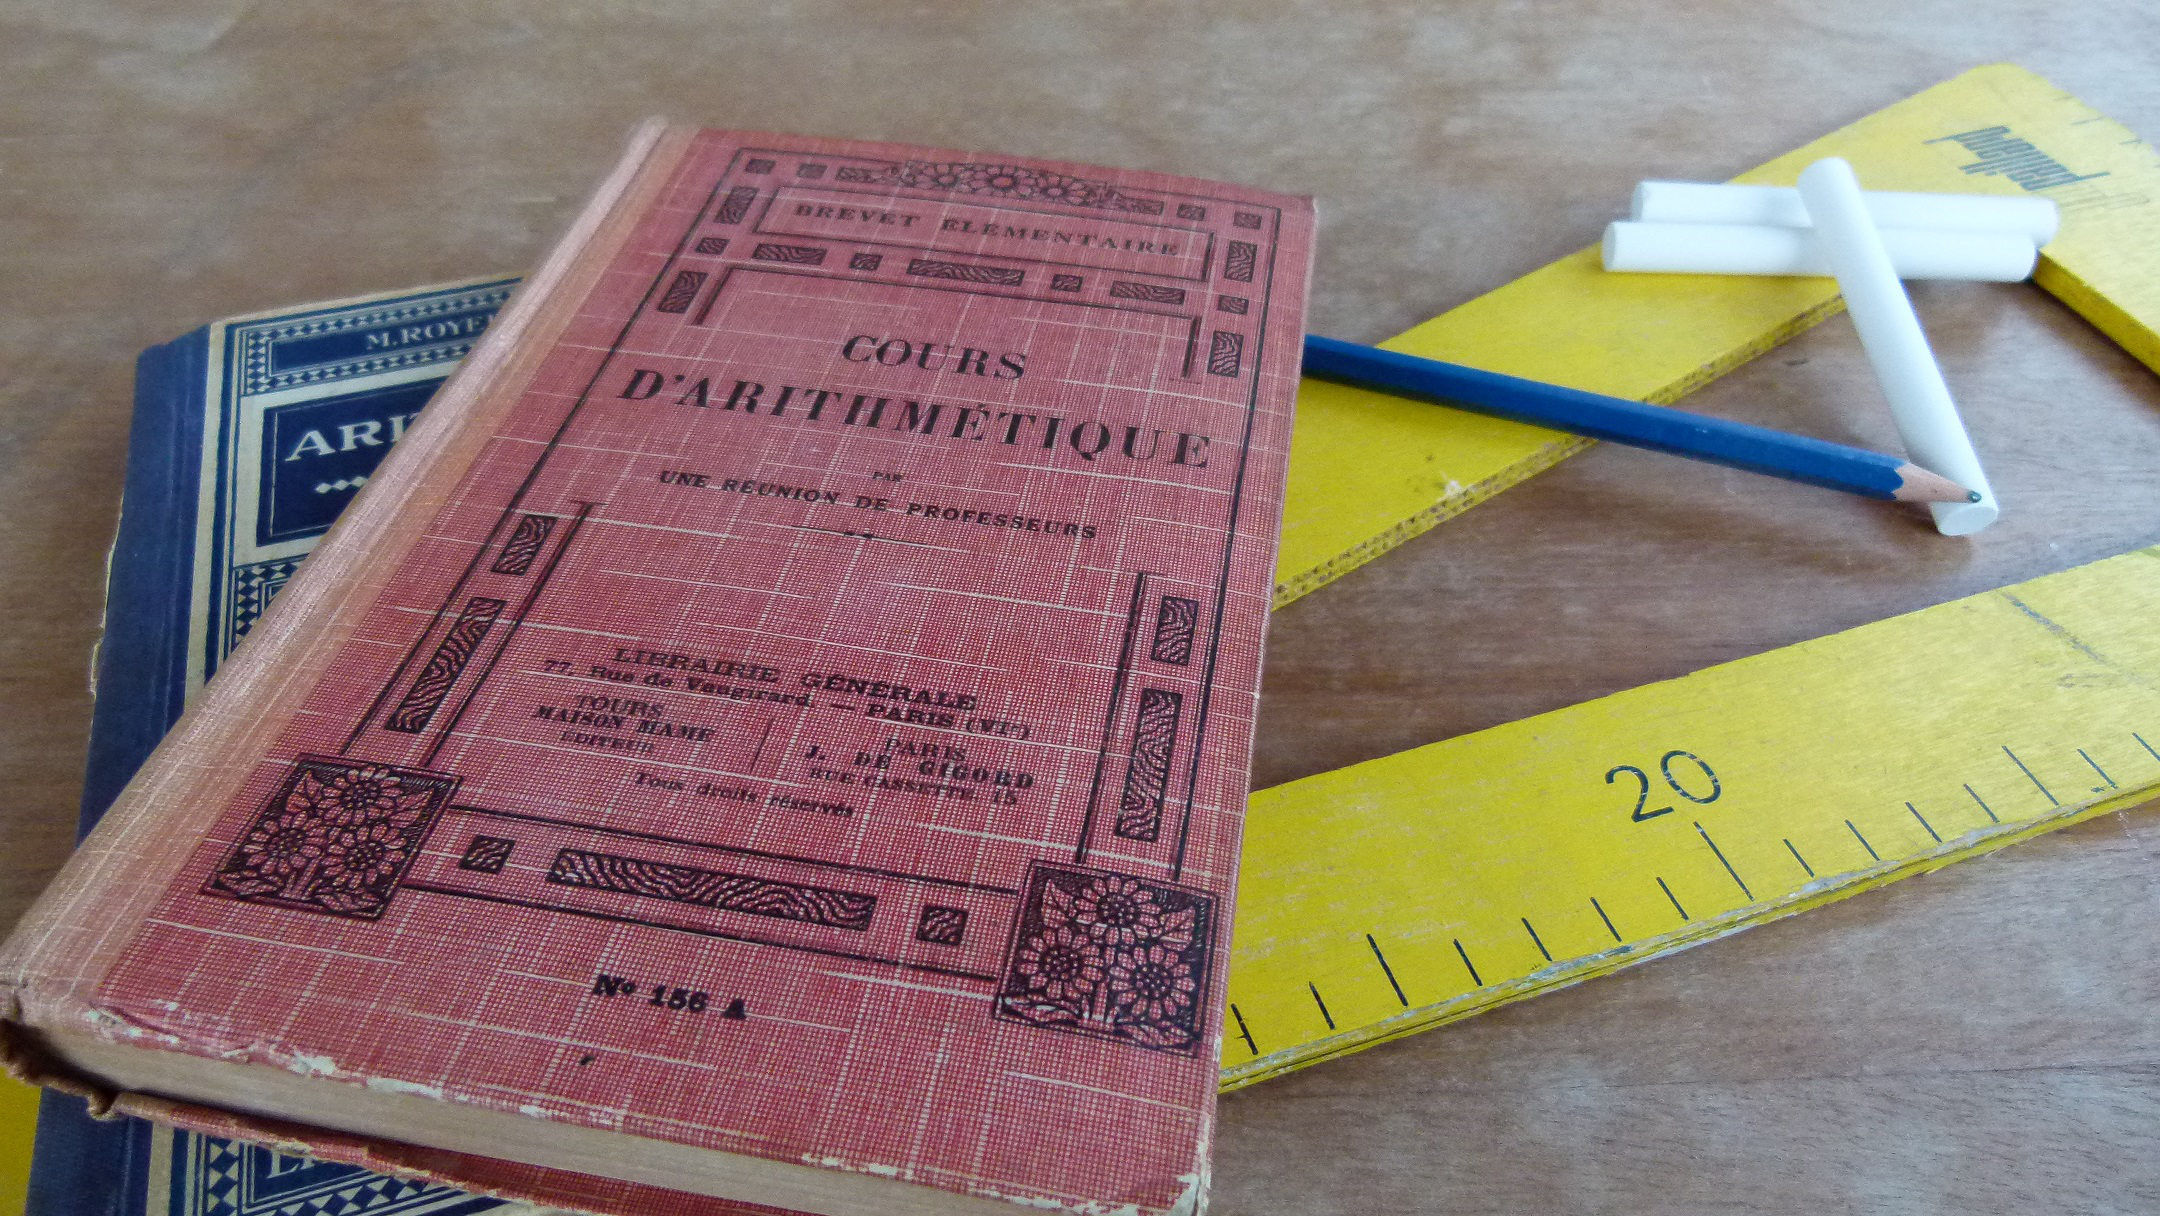 BREVET ÉLÉMENTAIRE
COURS
D'ARITHMÉTIQUE
PAR
UNE RÉUNION DE PROFESSEURS
LIBRAIRIE GÉNÉRALE
77, Rue de Vaugirard — PARIS (VIe)
TOURS
MAISON MAME
ÉDITEUR
PARIS
J. DE GIGORD
RUE CASSETTE, 15
Tous droits réservés
No 156 A
M. ROYE
ARI
20